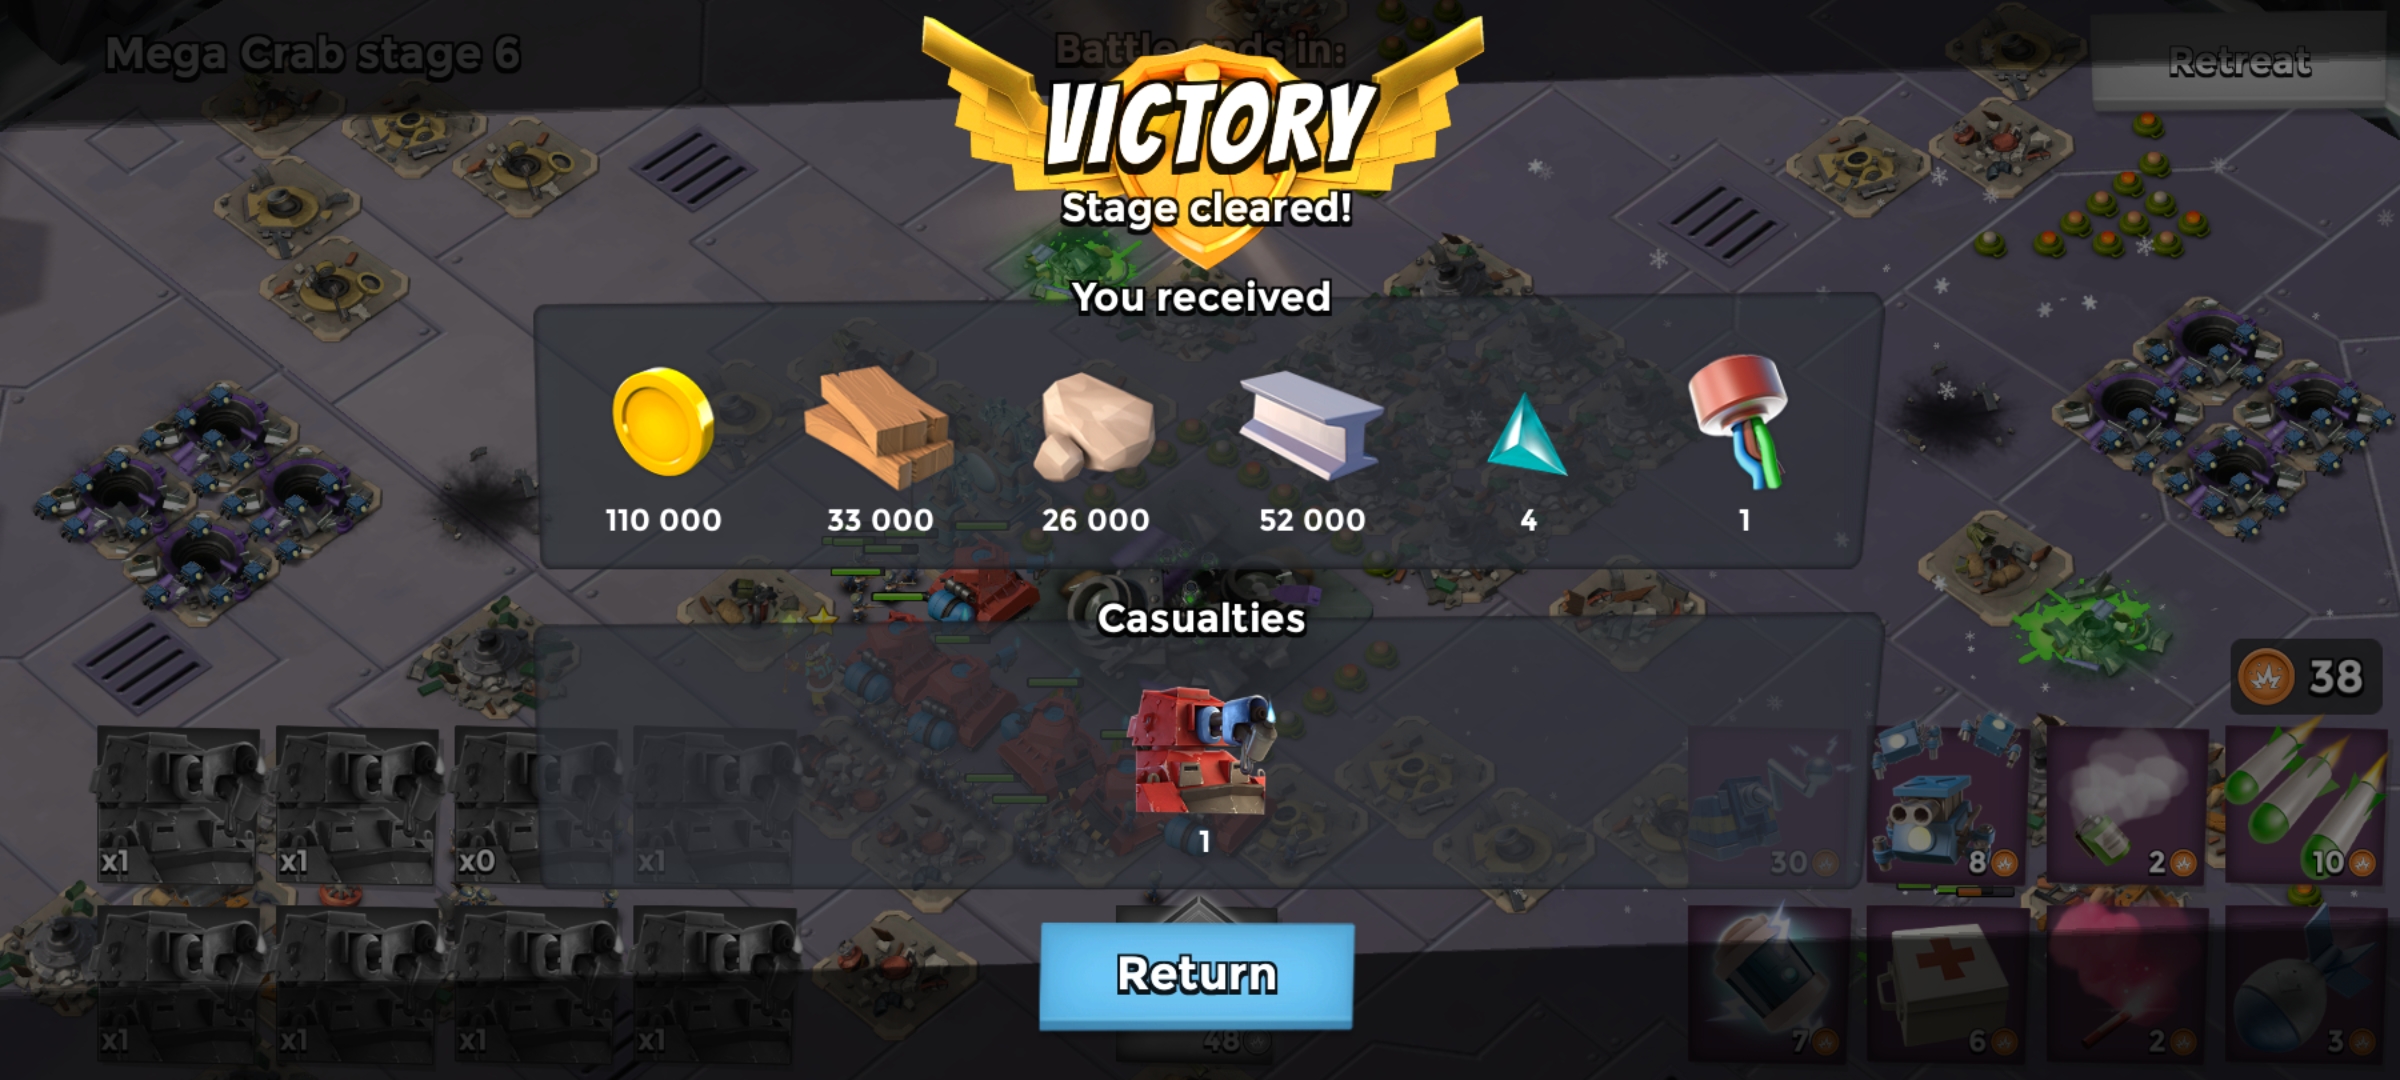 Mega Crab stage 6
Battle ends in:
Retreat
VICTORY
Stage cleared!
You received
110 000
33 000
26 000
52 000
4
1
Casualties
1
38
x1
x1
x0
x1
30
8
2
10
x1
x1
x1
x1
Return
48
7
6
2
3